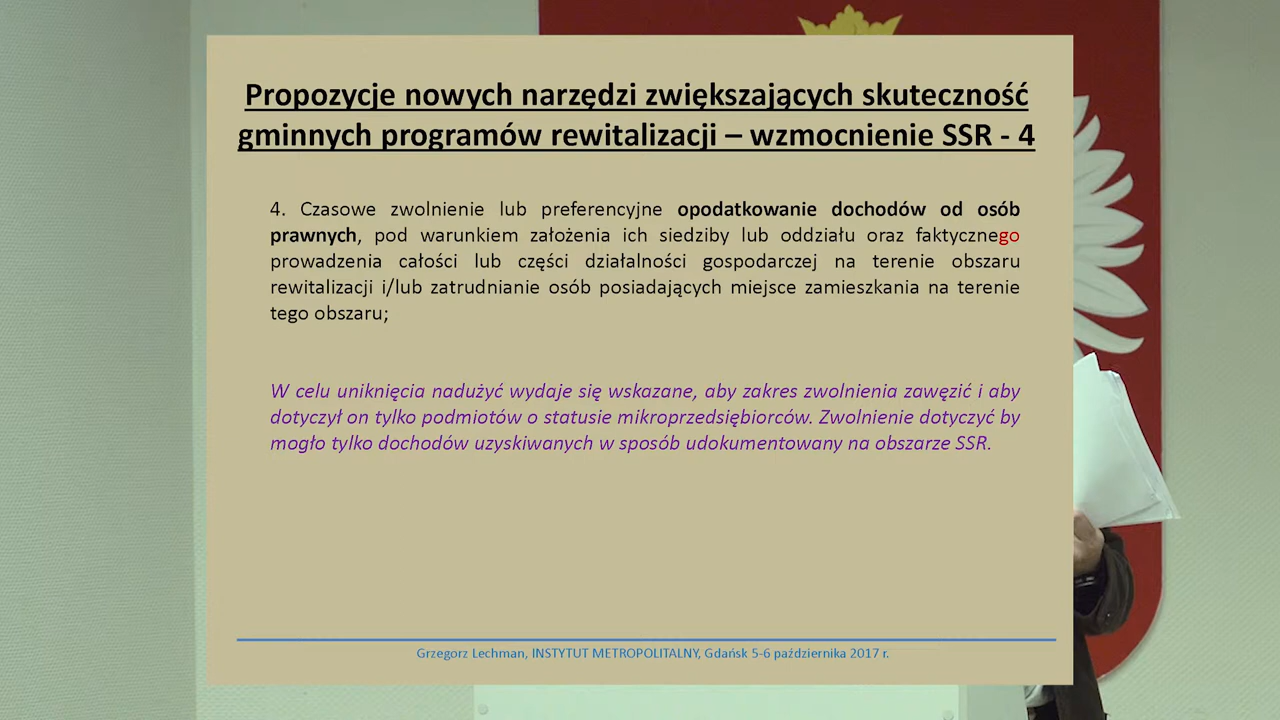 Propozycje nowych narzędzi zwiększających skuteczność
gminnych programów rewitalizacji – wzmocnienie SSR - 4
4. Czasowe zwolnienie lub preferencyjne opodatkowanie dochodów od osób
prawnych, pod warunkiem założenia ich siedziby lub oddziału oraz faktycznego
prowadzenia całości lub części działalności gospodarczej na terenie obszaru
rewitalizacji i/lub zatrudnianie osób posiadających miejsce zamieszkania na terenie
tego obszaru;
W celu uniknięcia nadużyć wydaje się wskazane, aby zakres zwolnienia zawęzić i aby
dotyczył on tylko podmiotów o statusie mikroprzedsiębiorców. Zwolnienie dotyczyć by
mogło tylko dochodów uzyskiwanych w sposób udokumentowany na obszarze SSR.
Grzegorz Lechman, INSTYTUT METROPOLITALNY, Gdańsk 5-6 października 2017 r.